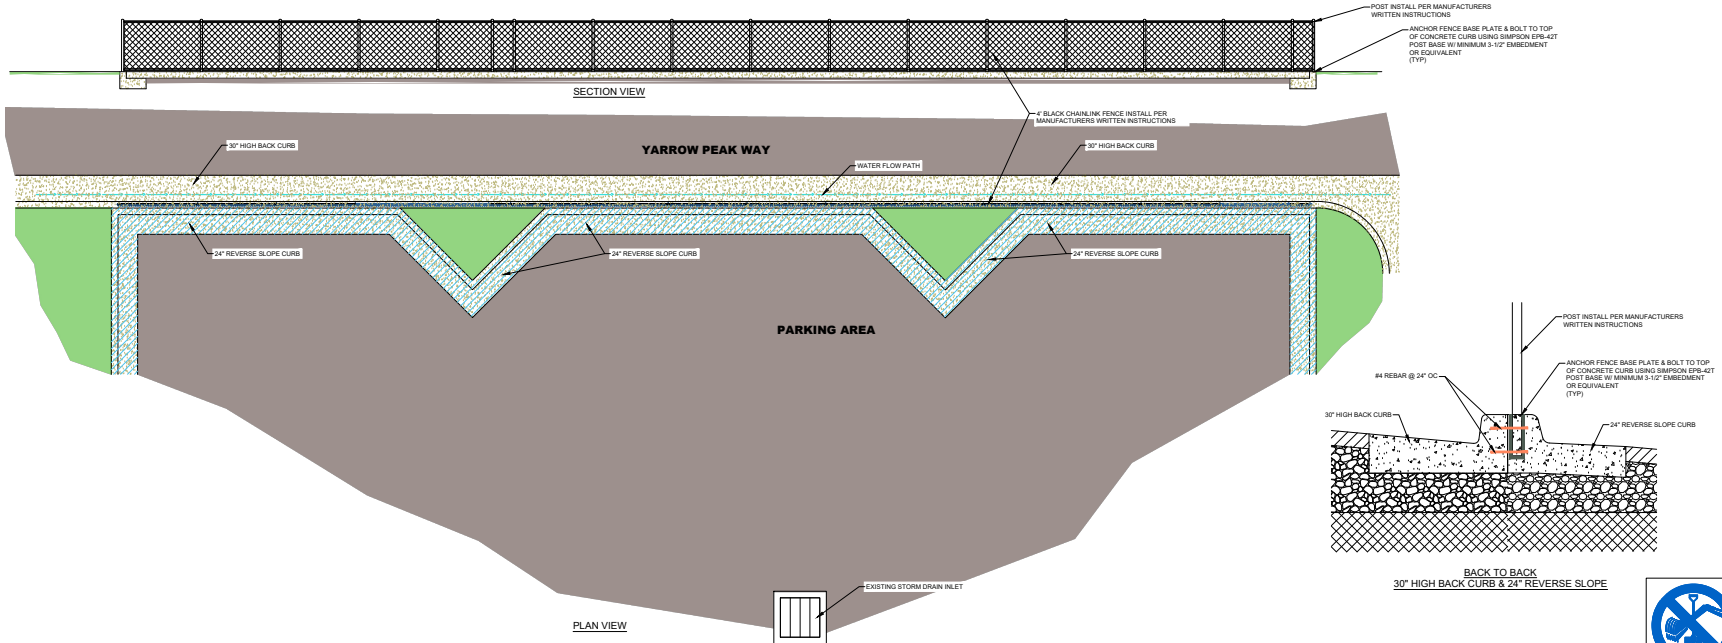 POST INSTALL PER MANUFACTURERS
WRITTEN INSTRUCTIONS
ANCHOR FENCE BASE PLATE & BOLT TO TOP
OF CONCRETE CURB USING SIMPSON EPB-42T
POST BASE W/ MINIMUM 3-1/2" EMBEDMENT
OR EQUIVALENT
(TYP)
SECTION VIEW
4' BLACK CHAINLINK FENCE INSTALL PER
MANUFACTURERS WRITTEN INSTRUCTIONS
30" HIGH BACK CURB
YARROW PEAK WAY
30" HIGH BACK CURB
WATER FLOW PATH
24" REVERSE SLOPE CURB
24" REVERSE SLOPE CURB
24" REVERSE SLOPE CURB
PARKING AREA
POST INSTALL PER MANUFACTURERS
WRITTEN INSTRUCTIONS
ANCHOR FENCE BASE PLATE & BOLT TO TOP
OF CONCRETE CURB USING SIMPSON EPB-42T
POST BASE W/ MINIMUM 3-1/2" EMBEDMENT
OR EQUIVALENT
(TYP)
#4 REBAR @ 24" OC
30" HIGH BACK CURB
24" REVERSE SLOPE CURB
BACK TO BACK
30" HIGH BACK CURB & 24" REVERSE SLOPE
EXISTING STORM DRAIN INLET
PLAN VIEW